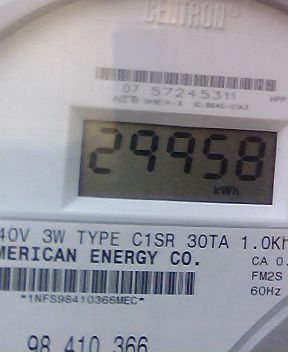 CENTRON®
07 57245311
29958
kWh
40V 3W TYPE C1SR 30TA 1.0Kh
MERICAN ENERGY CO.
CA 0.
FM2S
*1NFS98410366MEC*
60Hz
98 410 366